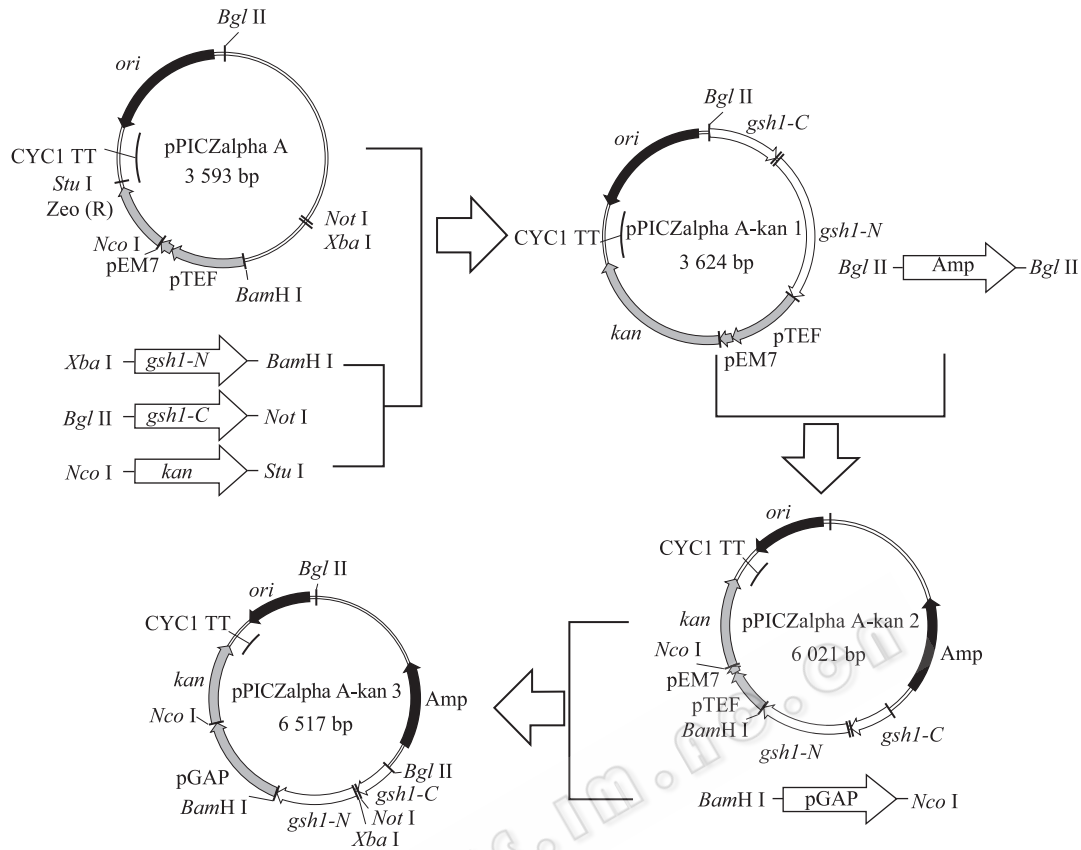 Bgl II
ori
pPICZalpha A
3 593 bp
CYC1 TT
Stu I
Zeo (R)
Nco I
pEM7
pTEF
BamH I
Not I
Xba I
Xba I
gsh1-N
BamH I
Bgl II
gsh1-C
Not I
Nco I
kan
Stu I
Bgl II
gsh1-C
ori
pPICZalpha A-kan 1
3 624 bp
CYC1 TT
gsh1-N
kan
pTEF
pEM7
Bgl II
Amp
Bgl II
ori
CYC1 TT
kan
pPICZalpha A-kan 2
6 021 bp
Nco I
pEM7
pTEF
BamH I
gsh1-N
gsh1-C
Amp
BamH I
pGAP
Nco I
Bgl II
ori
CYC1 TT
kan
pPICZalpha A-kan 3
6 517 bp
Amp
Nco I
pGAP
BamH I
gsh1-N
Bgl II
gsh1-C
Not I
Xba I
f.im.ac.cn